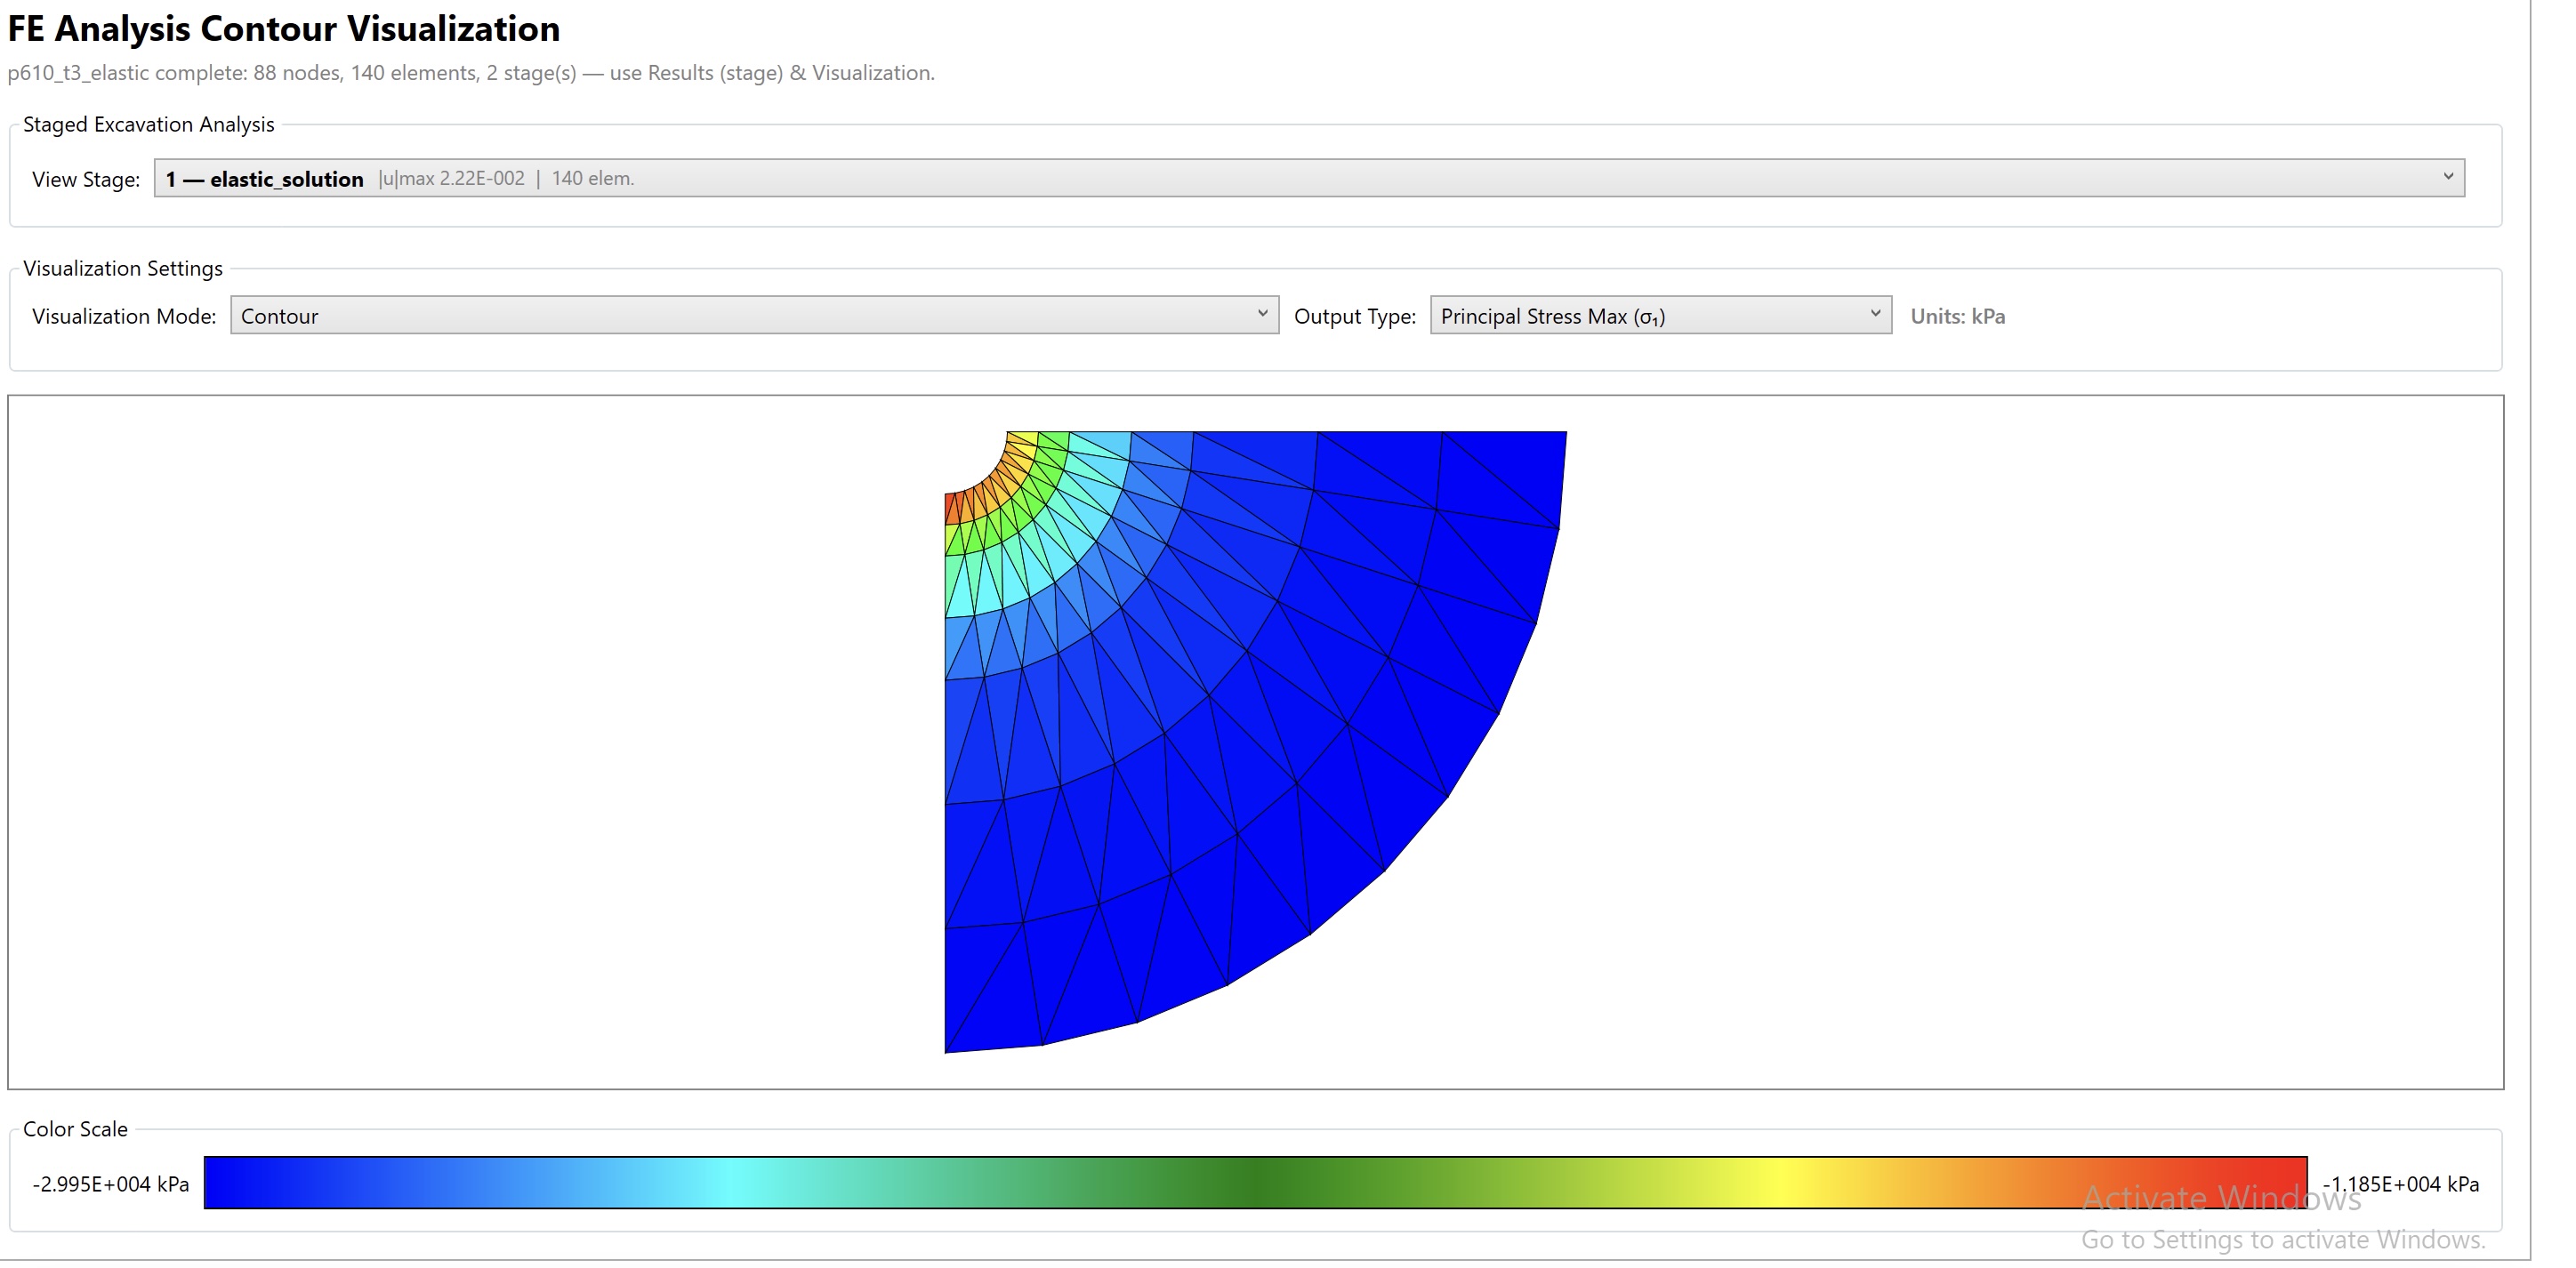 FE Analysis Contour Visualization
p610_t3_elastic complete: 88 nodes, 140 elements, 2 stage(s) — use Results (stage) & Visualization.
Staged Excavation Analysis
View Stage: 1 — elastic_solution |u|max 2.22E-002 | 140 elem.
Visualization Settings
Visualization Mode: Contour Output Type: Principal Stress Max (σ₁) Units: kPa
Color Scale
-2.995E+004 kPa -1.185E+004 kPa
Activate Windows
Go to Settings to activate Windows.